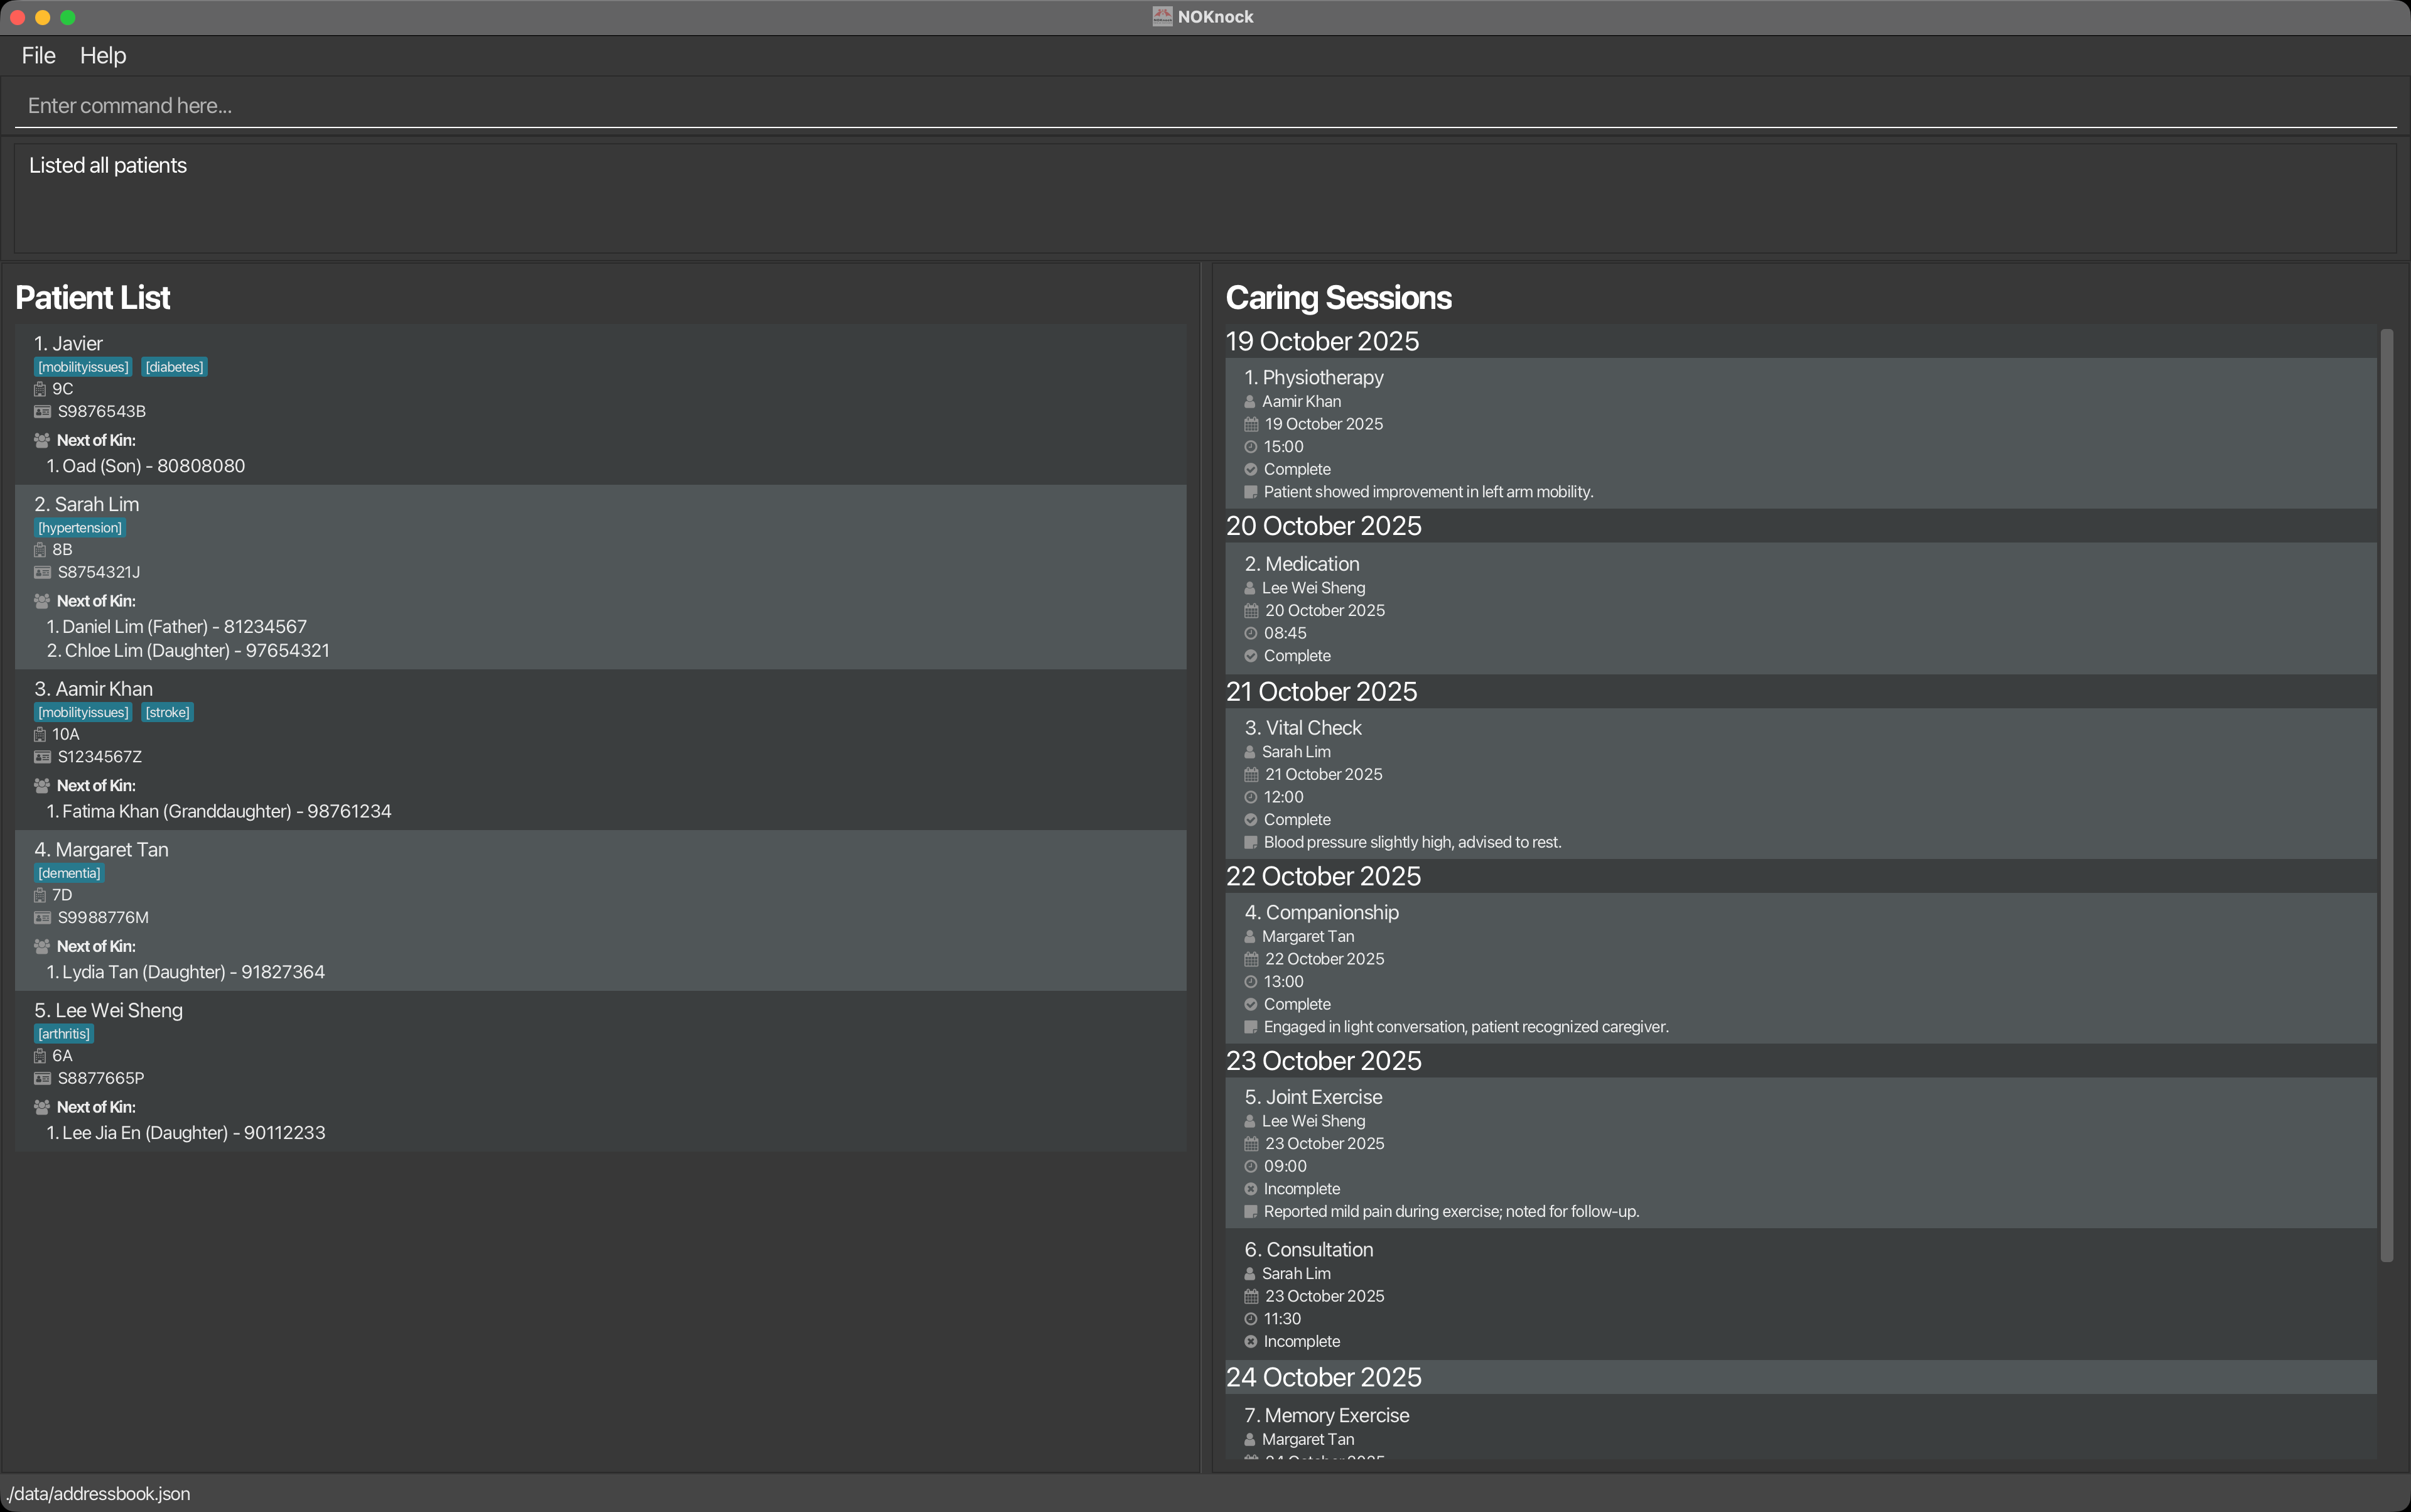 NOKnock
File Help
Enter command here...
Listed all patients
Patient List
1. Javier
[mobilityissues] [diabetes]
9C
S9876543B
Next of Kin:
1. Oad (Son) - 80808080
2. Sarah Lim
[hypertension]
8B
S8754321J
Next of Kin:
1. Daniel Lim (Father) - 81234567
2. Chloe Lim (Daughter) - 97654321
3. Aamir Khan
[mobilityissues] [stroke]
10A
S1234567Z
Next of Kin:
1. Fatima Khan (Granddaughter) - 98761234
4. Margaret Tan
[dementia]
7D
S9988776M
Next of Kin:
1. Lydia Tan (Daughter) - 91827364
5. Lee Wei Sheng
[arthritis]
6A
S8877665P
Next of Kin:
1. Lee Jia En (Daughter) - 90112233
Caring Sessions
19 October 2025
1. Physiotherapy
Aamir Khan
19 October 2025
15:00
Complete
Patient showed improvement in left arm mobility.
20 October 2025
2. Medication
Lee Wei Sheng
20 October 2025
08:45
Complete
21 October 2025
3. Vital Check
Sarah Lim
21 October 2025
12:00
Complete
Blood pressure slightly high, advised to rest.
22 October 2025
4. Companionship
Margaret Tan
22 October 2025
13:00
Complete
Engaged in light conversation, patient recognized caregiver.
23 October 2025
5. Joint Exercise
Lee Wei Sheng
23 October 2025
09:00
Incomplete
Reported mild pain during exercise; noted for follow-up.
6. Consultation
Sarah Lim
23 October 2025
11:30
Incomplete
24 October 2025
7. Memory Exercise
Margaret Tan
24 October 2025
./data/addressbook.json